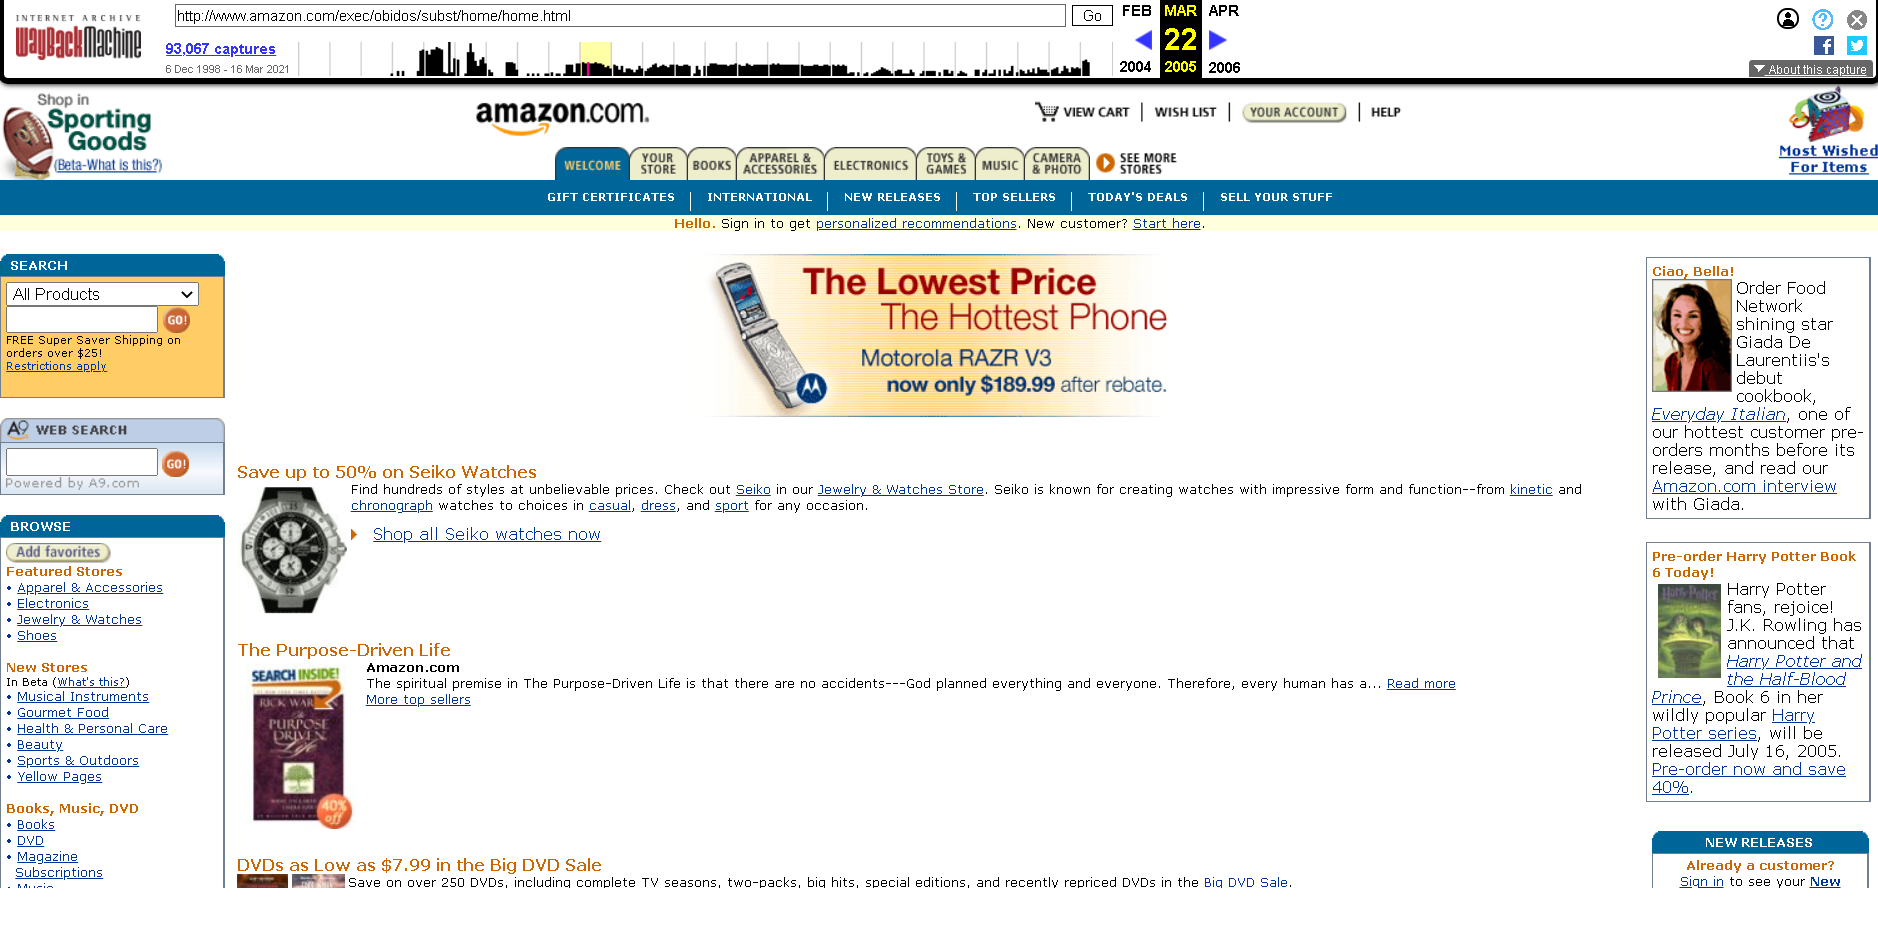 INTERNET ARCHIVE
WayBackMachine
http://www.amazon.com/exec/obidos/subst/home/home.html
Go
93,067 captures
6 Dec 1998 - 16 Mar 2021
FEB MAR APR
22
2004 2005 2006
About this capture
Shop in
Sporting
Goods
(Beta-What is this?)
amazon.com.
VIEW CART
WISH LIST
YOUR ACCOUNT
HELP
Most Wished
For Items
WELCOME
YOUR
STORE
BOOKS
APPAREL &
ACCESSORIES
ELECTRONICS
TOYS &
GAMES
MUSIC
CAMERA
& PHOTO
SEE MORE
STORES
GIFT CERTIFICATES
INTERNATIONAL
NEW RELEASES
TOP SELLERS
TODAY'S DEALS
SELL YOUR STUFF
Hello. Sign in to get personalized recommendations. New customer? Start here.
SEARCH
All Products
GO!
FREE Super Saver Shipping on
orders over $25!
Restrictions apply
A9 WEB SEARCH
GO!
Powered by A9.com
BROWSE
Add favorites
Featured Stores
• Apparel & Accessories
• Electronics
• Jewelry & Watches
• Shoes
New Stores
In Beta (What's this?)
• Musical Instruments
• Gourmet Food
• Health & Personal Care
• Beauty
• Sports & Outdoors
• Yellow Pages
Books, Music, DVD
• Books
• DVD
• Magazine
Subscriptions
• Music
The Lowest Price
The Hottest Phone
Motorola RAZR V3
now only $189.99 after rebate.
Save up to 50% on Seiko Watches
Find hundreds of styles at unbelievable prices. Check out Seiko in our Jewelry & Watches Store. Seiko is known for creating watches with impressive form and function--from kinetic and
chronograph watches to choices in casual, dress, and sport for any occasion.
Shop all Seiko watches now
The Purpose-Driven Life
SEARCH INSIDE!
RICK WAR
THE
PURPOSE
DRIVEN
Life
40%
off
Amazon.com
The spiritual premise in The Purpose-Driven Life is that there are no accidents---God planned everything and everyone. Therefore, every human has a... Read more
More top sellers
DVDs as Low as $7.99 in the Big DVD Sale
Save on over 250 DVDs, including complete TV seasons, two-packs, big hits, special editions, and recently repriced DVDs in the Big DVD Sale.
Ciao, Bella!
Order Food
Network
shining star
Giada De
Laurentiis's
debut
cookbook,
Everyday Italian, one of
our hottest customer pre-
orders months before its
release, and read our
Amazon.com interview
with Giada.
Pre-order Harry Potter Book
6 Today!
Harry Potter
Harry Potter
fans, rejoice!
J.K. Rowling has
announced that
Harry Potter and
the Half-Blood
Prince, Book 6 in her
wildly popular Harry
Potter series, will be
released July 16, 2005.
Pre-order now and save
40%.
NEW RELEASES
Already a customer?
Sign in to see your New